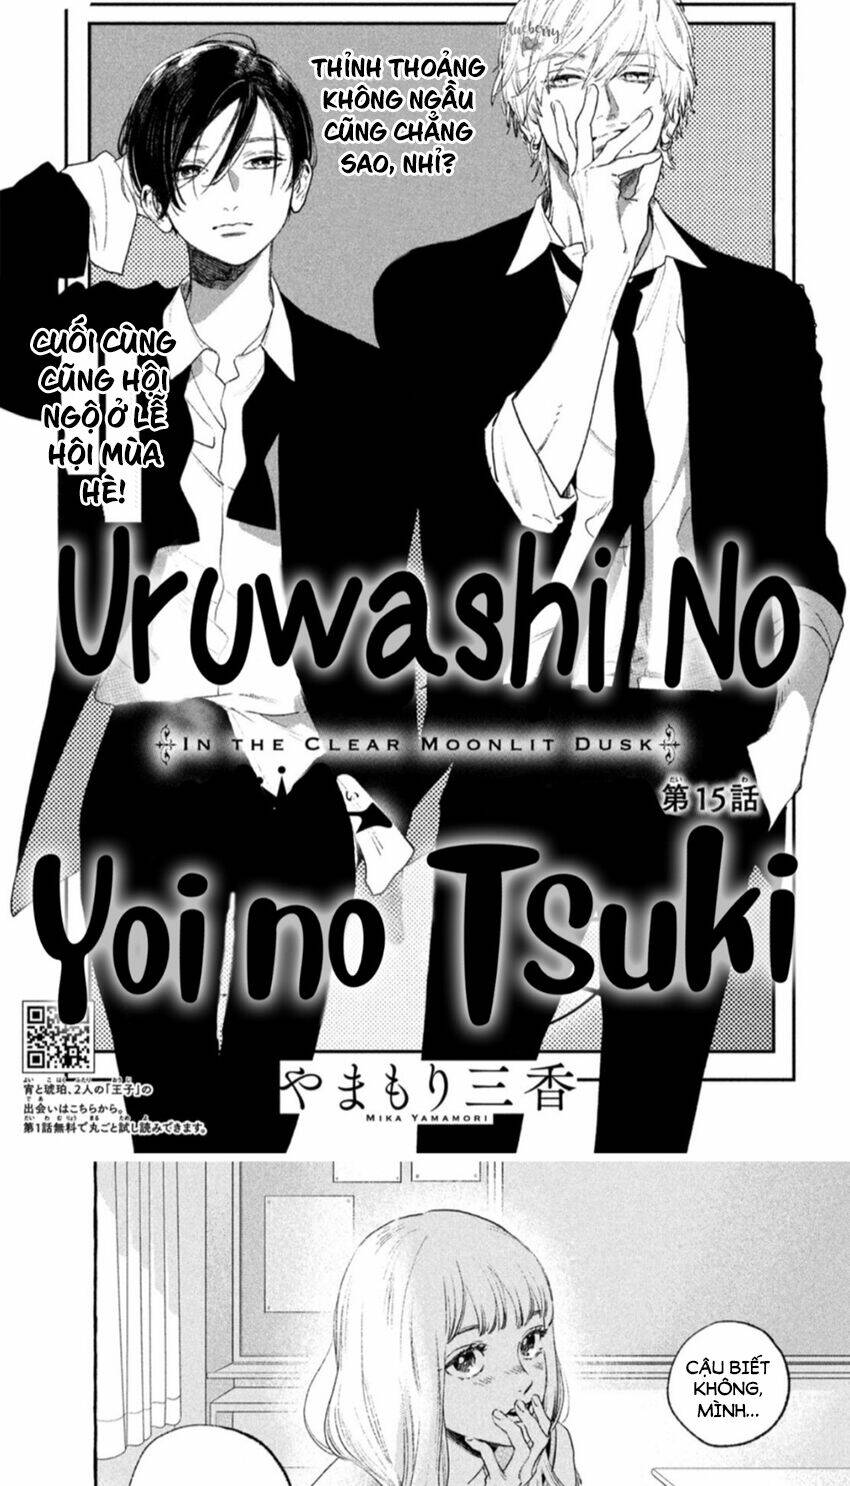 Blueberry
THỈNH THOẢNG
KHÔNG NGẦU
CŨNG CHẲNG
SAO, NHỈ?
CUỐI CÙNG
CŨNG HỘI
NGỘ Ở LỄ
HỘI MÙA
HÈ!
Uruwashi No
IN THE CLEAR MOONLIT DUSK
第15話
Yoi no Tsuki
宵と琥珀、2人の「王子」の
出会いはこちらから。
第1話無料で丸ごと試し読みできます。
やまもり三香
MIKA YAMAMORI
CẬU BIẾT
KHÔNG,
MÌNH...